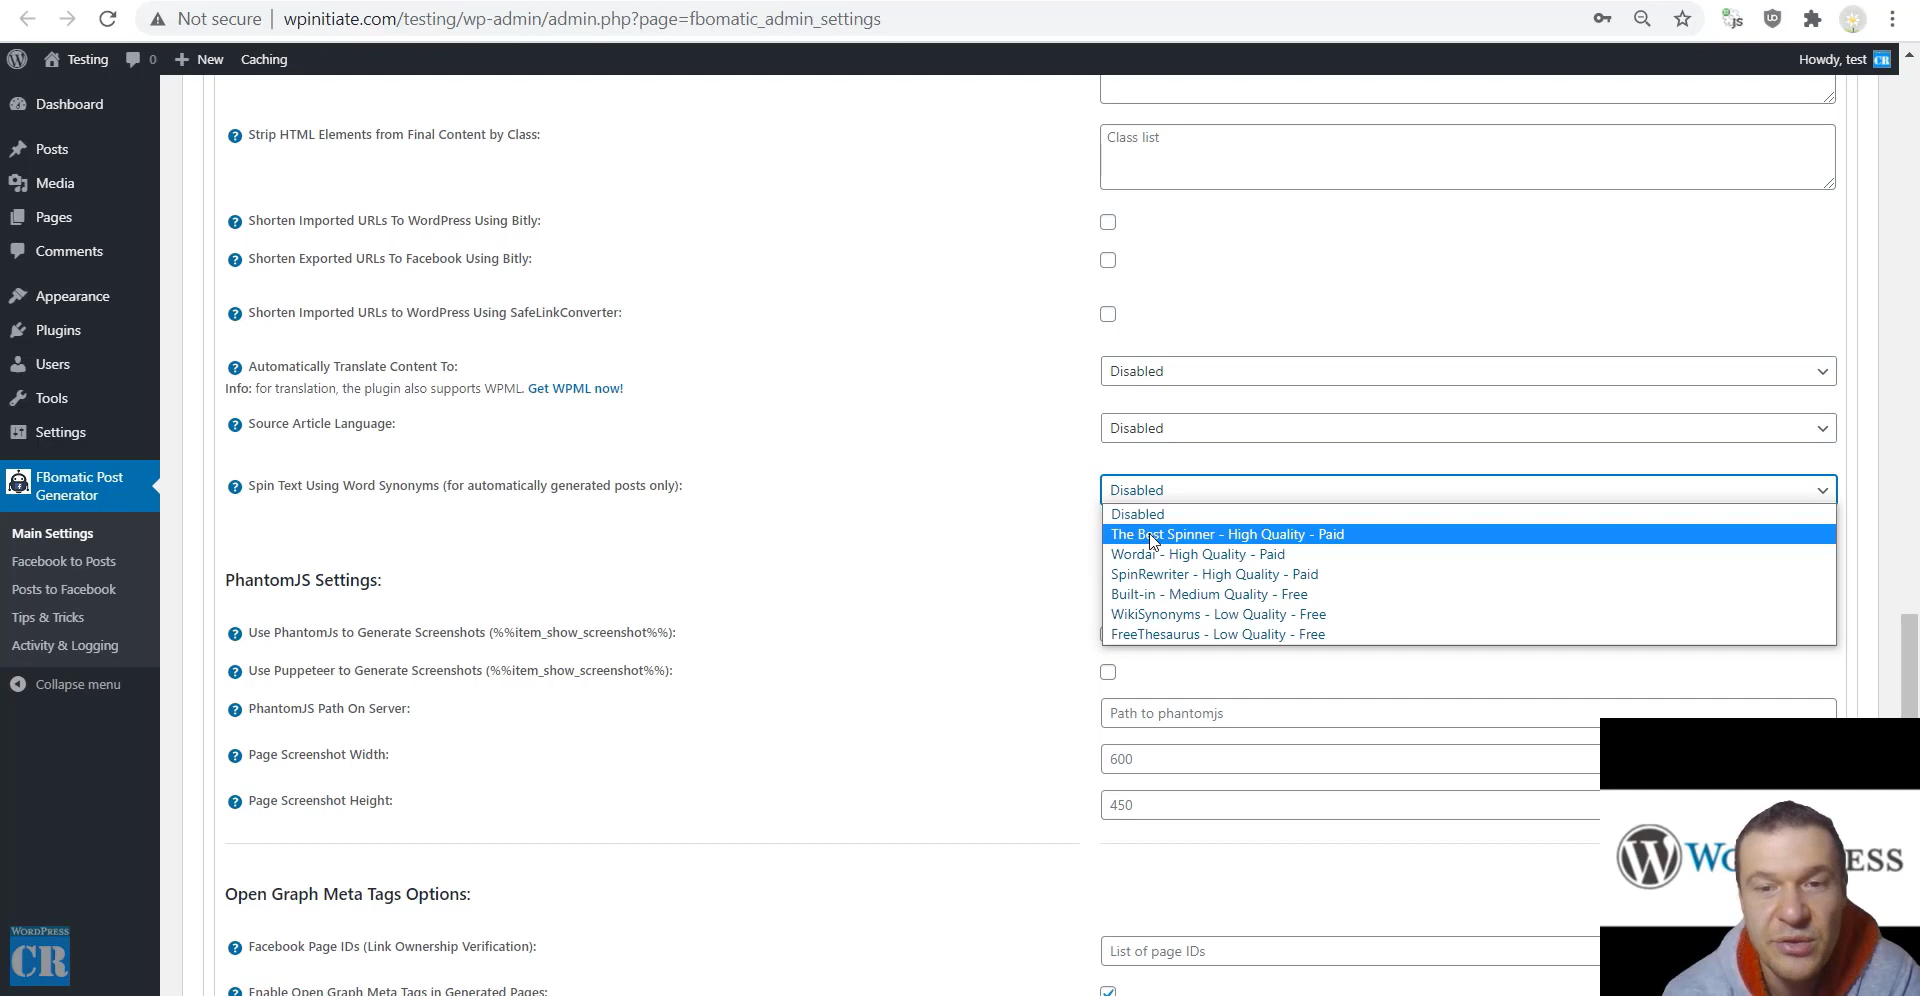 Not secure | wpinitiate.com/testing/wp-admin/admin.php?page=fbomatic_admin_settings
Testing 0 New Caching Howdy, test CR
Dashboard
Posts
Media
Pages
Comments
Appearance
Plugins
Users
Tools
Settings
FBomatic Post
Generator
Main Settings
Facebook to Posts
Posts to Facebook
Tips & Tricks
Activity & Logging
Collapse menu
WORDPRESS
CR
Strip HTML Elements from Final Content by Class:
Class list
Shorten Imported URLs To WordPress Using Bitly:
Shorten Exported URLs To Facebook Using Bitly:
Shorten Imported URLs to WordPress Using SafeLinkConverter:
Automatically Translate Content To:
Disabled
Info: for translation, the plugin also supports WPML. Get WPML now!
Source Article Language:
Disabled
Spin Text Using Word Synonyms (for automatically generated posts only):
Disabled
Disabled
The Best Spinner - High Quality - Paid
Wordai - High Quality - Paid
SpinRewriter - High Quality - Paid
Built-in - Medium Quality - Free
WikiSynonyms - Low Quality - Free
FreeThesaurus - Low Quality - Free
PhantomJS Settings:
Use PhantomJs to Generate Screenshots (%%item_show_screenshot%%):
Use Puppeteer to Generate Screenshots (%%item_show_screenshot%%):
PhantomJS Path On Server:
Path to phantomjs
Page Screenshot Width:
600
Page Screenshot Height:
450
Open Graph Meta Tags Options:
Facebook Page IDs (Link Ownership Verification):
List of page IDs
Enable Open Graph Meta Tags in Generated Pages: